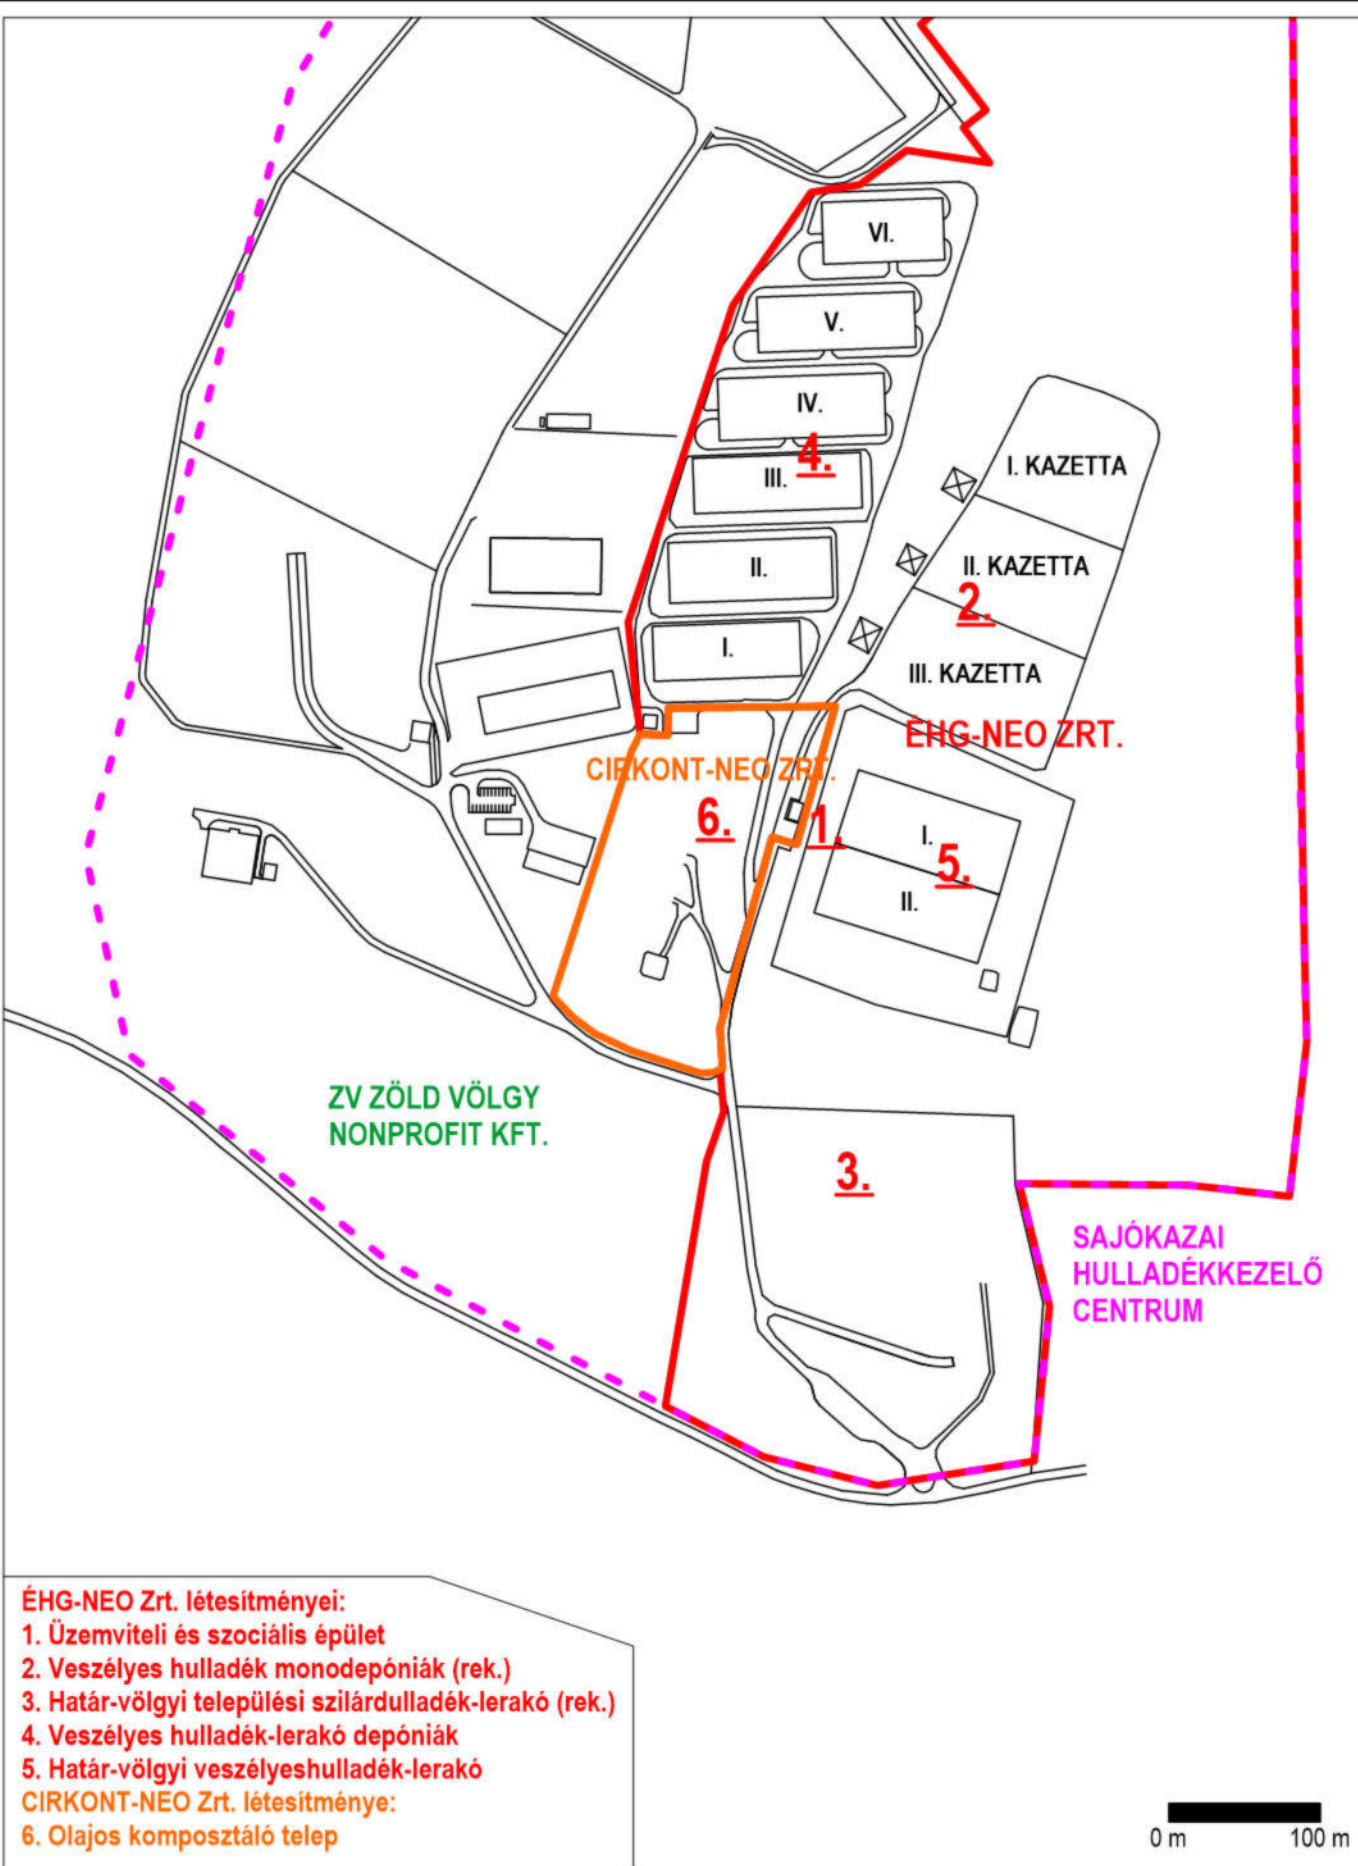 VI.
V.
IV.
4.
III.
II.
I.
I. KAZETTA
II. KAZETTA
2.
III. KAZETTA
ÉHG-NEO ZRT.
CIRKONT-NEO ZRT.
6.
1.
I.
5.
II.
ZV ZÖLD VÖLGY
NONPROFIT KFT.
3.
SAJÓKAZAI
HULLADÉKKEZELŐ
CENTRUM
ÉHG-NEO Zrt. létesítményei:
1. Üzemviteli és szociális épület
2. Veszélyes hulladék monodepóniák (rek.)
3. Határ-völgyi települési szilárdulladék-lerakó (rek.)
4. Veszélyes hulladék-lerakó depóniák
5. Határ-völgyi veszélyeshulladék-lerakó
CIRKONT-NEO Zrt. létesítménye:
6. Olajos komposztáló telep
0 m 100 m